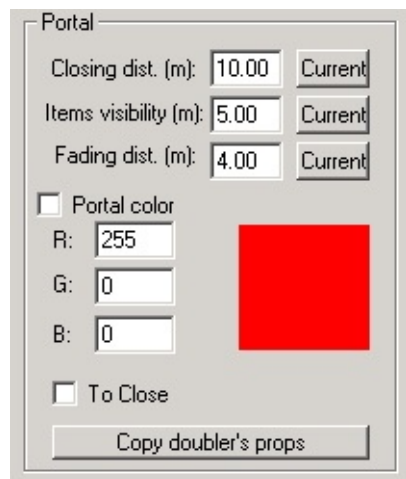 Portal
Closing dist. (m): 10.00 Current
Items visibility (m): 5.00 Current
Fading dist. (m): 4.00 Current
Portal color
R: 255
G: 0
B: 0
To Close
Copy doubler's props